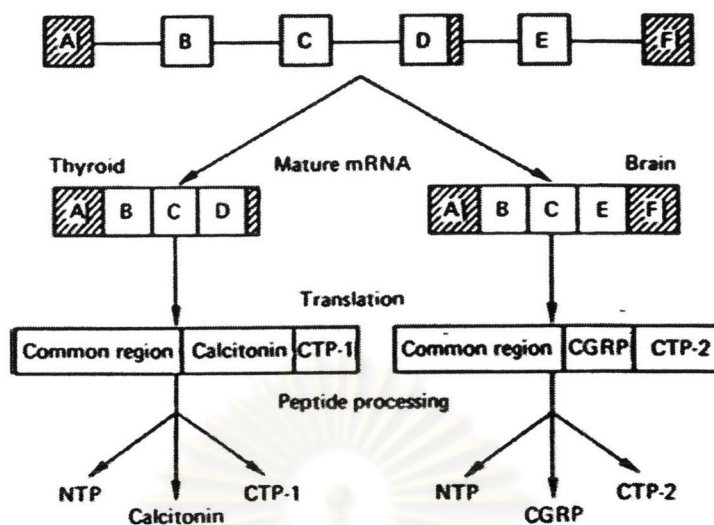 A B C D E F
Thyroid Mature mRNA Brain
A B C D A B C E F
Translation
Common region Calcitonin CTP-1 Common region CGRP CTP-2
Peptide processing
NTP CTP-1 NTP CTP-2
Calcitonin CGRP